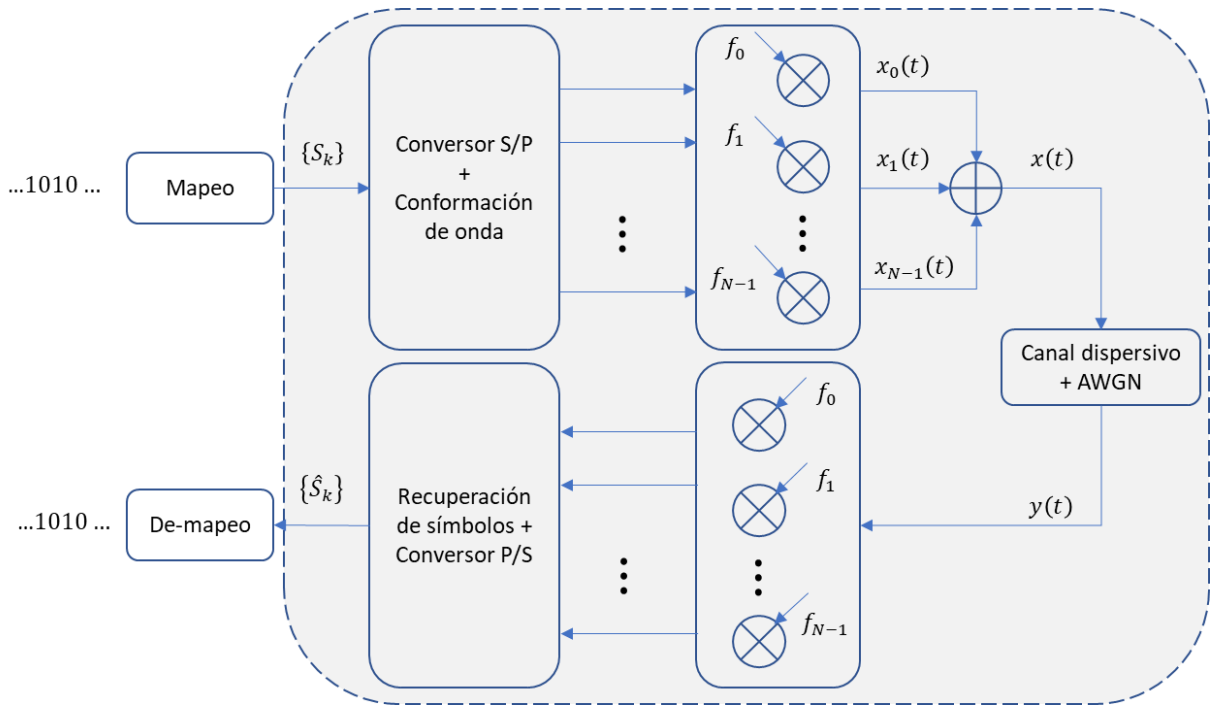 …1010 …
Mapeo
{S_k}
Conversor S/P
+
Conformación
de onda
f_0
f_1
f_{N−1}
x_0(t)
x_1(t)
x_{N−1}(t)
x(t)
Canal dispersivo
+ AWGN
y(t)
f_0
f_1
f_{N−1}
Recuperación
de símbolos +
Conversor P/S
{Ŝ_k}
De-mapeo
…1010 …